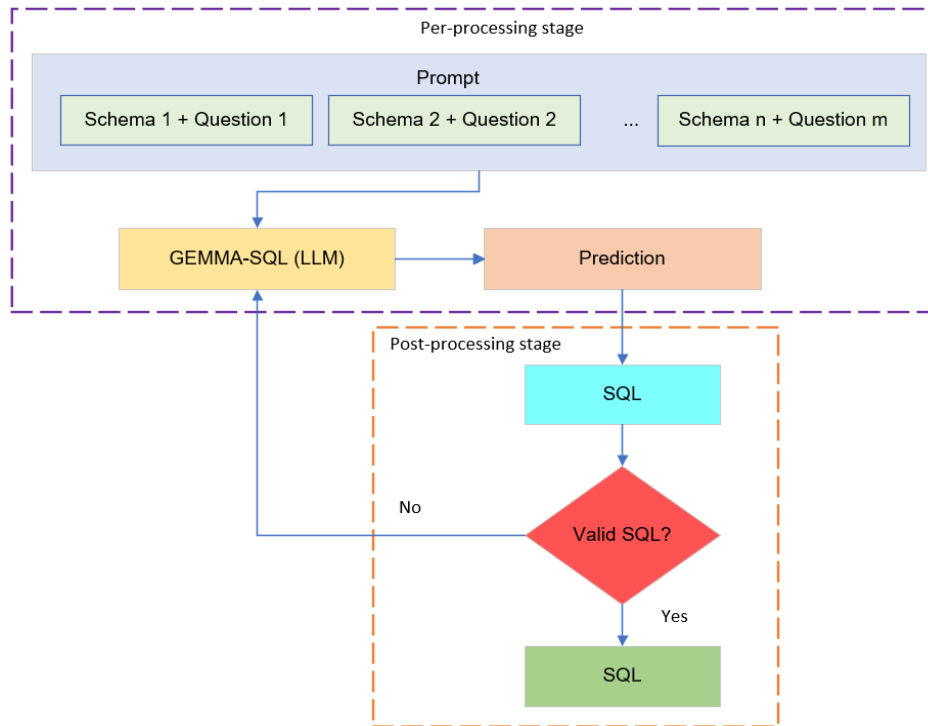 Per-processing stage
Prompt
Schema 1 + Question 1
Schema 2 + Question 2
...
Schema n + Question m
GEMMA-SQL (LLM)
Prediction
Post-processing stage
SQL
No
Valid SQL?
Yes
SQL